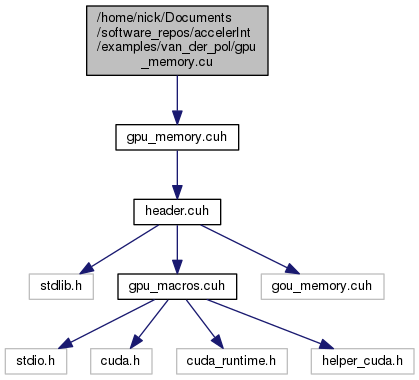 /home/nick/Documents
/software_repos/accelerInt
/examples/van_der_pol/gpu
_memory.cu
gpu_memory.cuh
header.cuh
stdlib.h
gpu_macros.cuh
gou_memory.cuh
stdio.h
cuda.h
cuda_runtime.h
helper_cuda.h